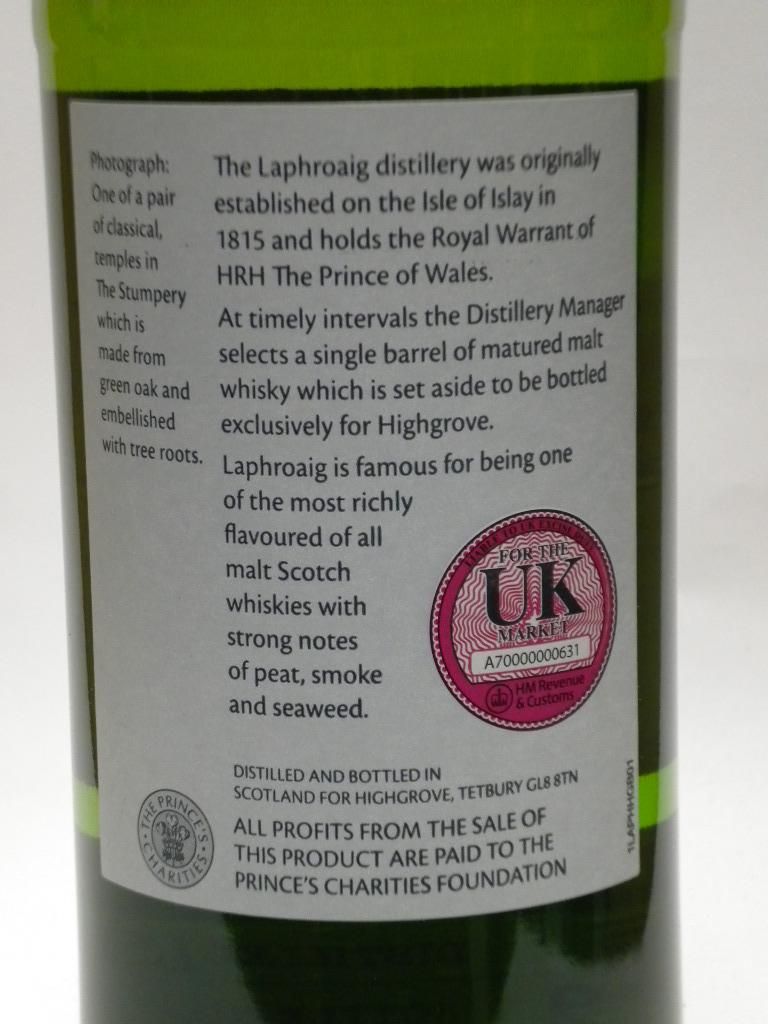 Photograph:
One of a pair
of classical,
temples in
The Stumpery
which is
made from
green oak and
embellished
with tree roots.
The Laphroaig distillery was originally
established on the Isle of Islay in
1815 and holds the Royal Warrant of
HRH The Prince of Wales.
At timely intervals the Distillery Manager
selects a single barrel of matured malt
whisky which is set aside to be bottled
exclusively for Highgrove.
Laphroaig is famous for being one
of the most richly
flavoured of all
malt Scotch
whiskies with
strong notes
of peat, smoke
and seaweed.
LIABLE TO UK EXCISE DUTY
FOR THE
UK
MARKET
A70000000631
HM Revenue
& Customs
DISTILLED AND BOTTLED IN
SCOTLAND FOR HIGHGROVE, TETBURY GL8 8TN
THE PRINCE'S
CHARITIES
ALL PROFITS FROM THE SALE OF
THIS PRODUCT ARE PAID TO THE
PRINCE'S CHARITIES FOUNDATION
1LAPHHGB01